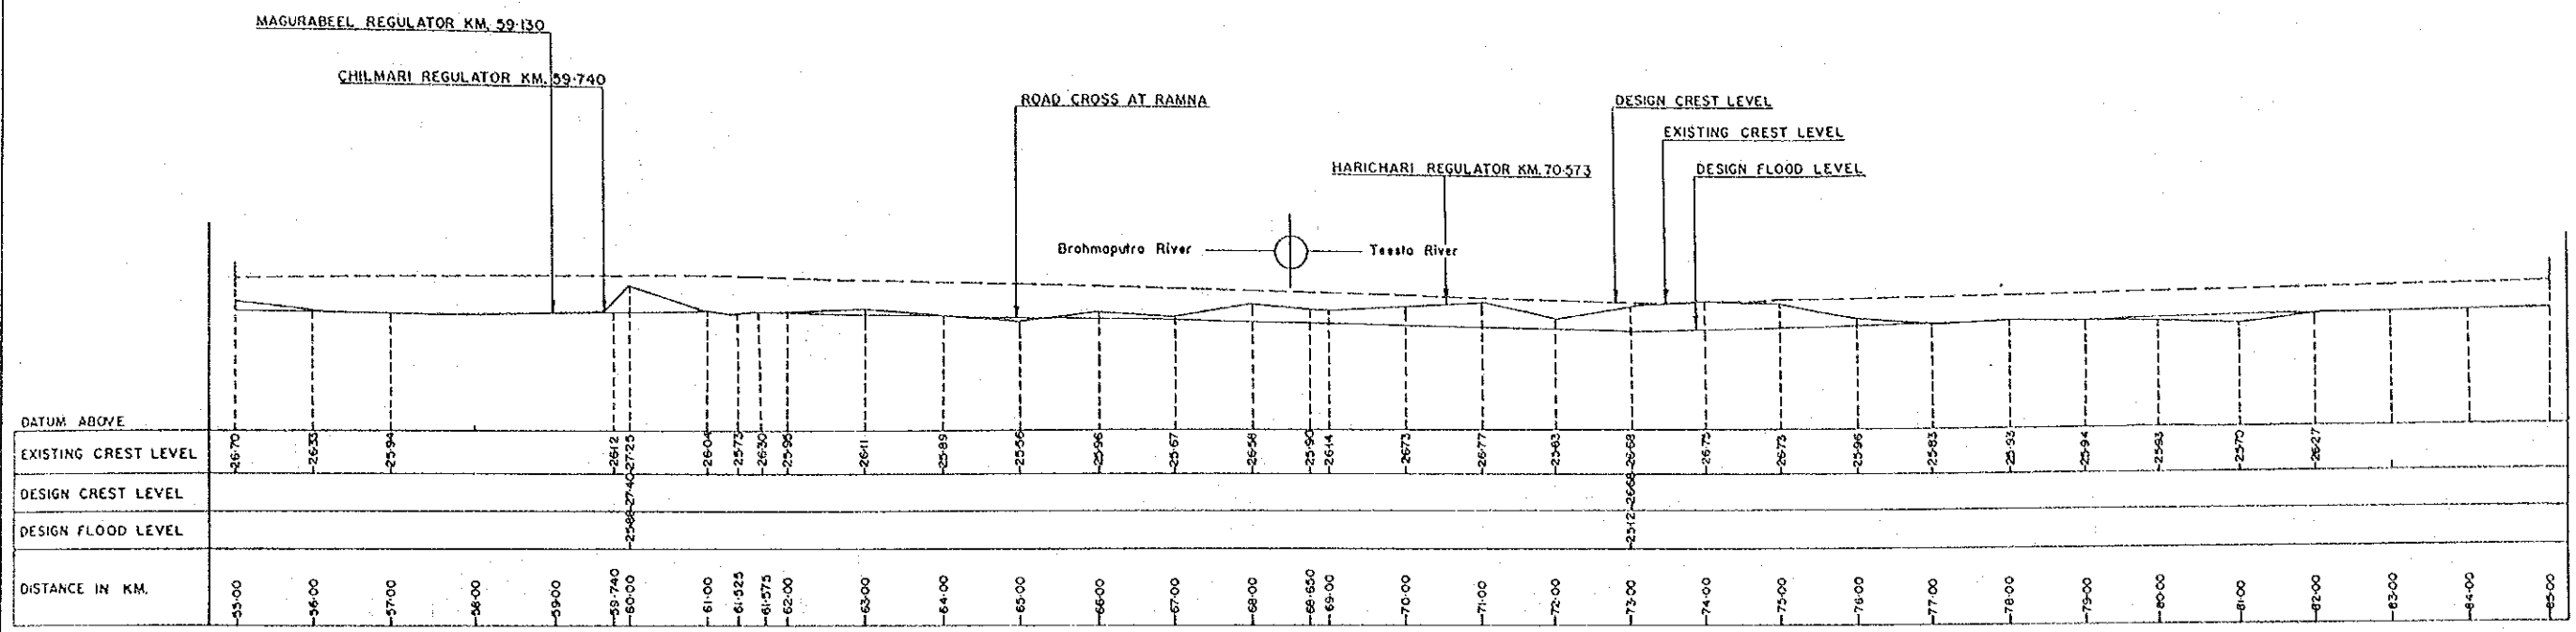 MAGURABEEL REGULATOR KM. 59·130
CHILMARI REGULATOR KM. 59·740
ROAD CROSS AT RAMNA
DESIGN CREST LEVEL
EXISTING CREST LEVEL
HARICHARI REGULATOR KM. 70·573
DESIGN FLOOD LEVEL
Brohmaputro River
Teesto River
DATUM ABOVE
EXISTING CREST LEVEL 26·70 26·33 25·94 26·12 27·25 26·04 25·73 26·30 25·95 26·11 25·89 25·56 25·96 25·67 26·58 25·90 26·14 26·73 26·77 25·63 26·68 26·75 26·73 25·96 25·83 25·93 25·94 25·93 25·70 26·27
DESIGN CREST LEVEL 27·40 26·68
DESIGN FLOOD LEVEL 25·88 25·12
DISTANCE IN KM. 55·00 56·00 57·00 58·00 59·00 59·740 60·00 61·00 61·525 61·575 62·00 63·00 64·00 65·00 66·00 67·00 68·00 68·650 69·00 70·00 71·00 72·00 73·00 74·00 75·00 76·00 77·00 78·00 79·00 80·00 81·00 82·00 83·00 84·00 85·00